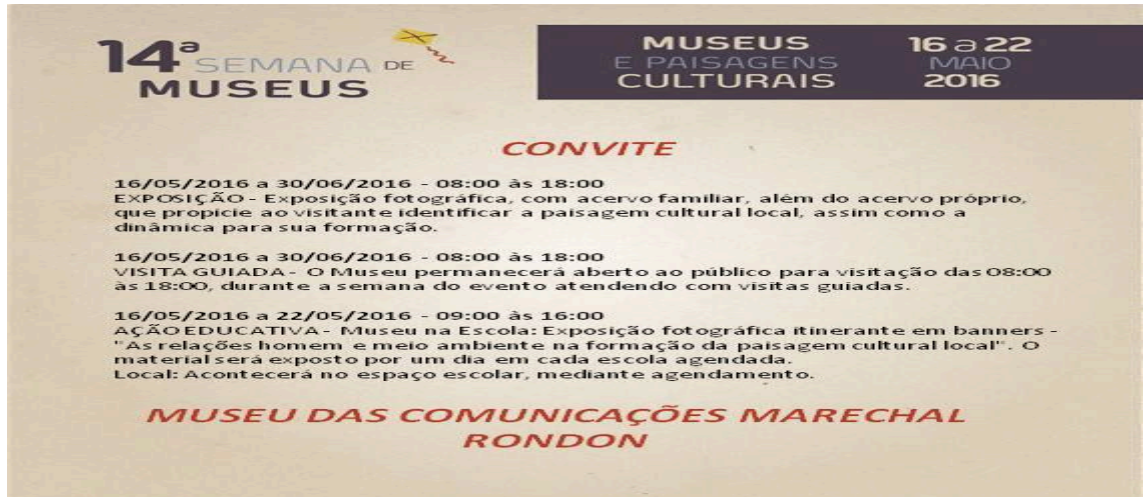 14ª SEMANA DE
MUSEUS
MUSEUS
E PAISAGENS
CULTURAIS
16 a 22
MAIO
2016
CONVITE
16/05/2016 a 30/06/2016 - 08:00 às 18:00
EXPOSIÇÃO - Exposição fotográfica, com acervo familiar, além do acervo próprio,
que propicie ao visitante identificar a paisagem cultural local, assim como a
dinâmica para sua formação.
16/05/2016 a 30/06/2016 - 08:00 às 18:00
VISITA GUIADA - O Museu permanecerá aberto ao público para visitação das 08:00
às 18:00, durante a semana do evento atendendo com visitas guiadas.
16/05/2016 a 22/05/2016 - 09:00 às 16:00
AÇÃO EDUCATIVA - Museu na Escola: Exposição fotográfica itinerante em banners -
"As relações homem e meio ambiente na formação da paisagem cultural local". O
material será exposto por um dia em cada escola agendada.
Local: Acontecerá no espaço escolar, mediante agendamento.
MUSEU DAS COMUNICAÇÕES MARECHAL
RONDON